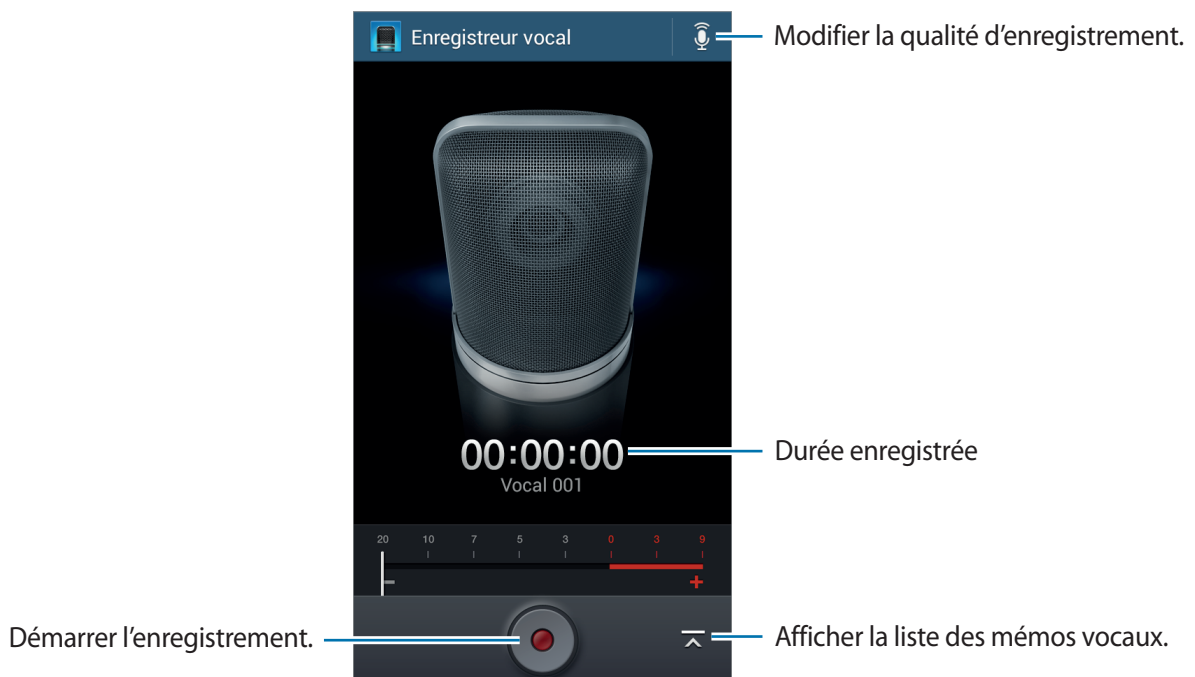 Enregistreur vocal
Modifier la qualité d’enregistrement.
00:00:00
Durée enregistrée
Vocal 001
20 10 7 5 3 0 3 9
− +
Démarrer l’enregistrement.
Afficher la liste des mémos vocaux.